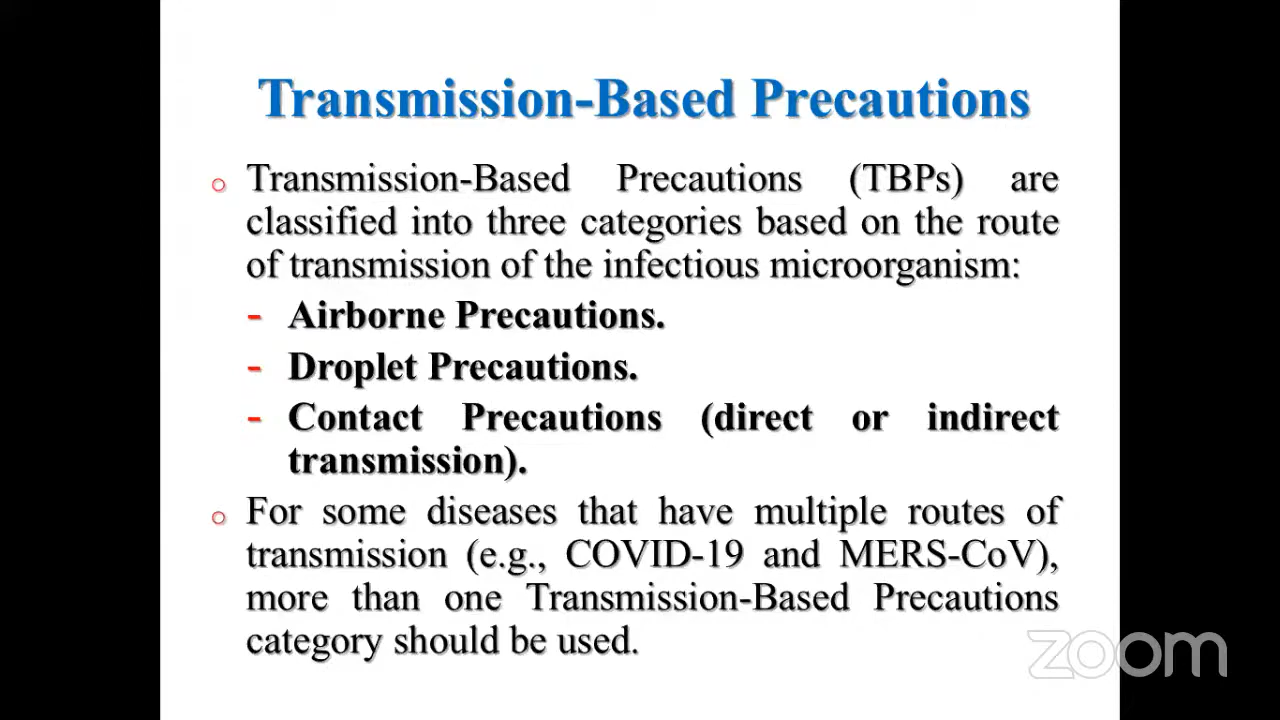 Transmission-Based Precautions
Transmission-Based Precautions (TBPs) are
classified into three categories based on the route
of transmission of the infectious microorganism:
- Airborne Precautions.
- Droplet Precautions.
- Contact Precautions (direct or indirect
transmission).
For some diseases that have multiple routes of
transmission (e.g., COVID-19 and MERS-CoV),
more than one Transmission-Based Precautions
category should be used.
zoom